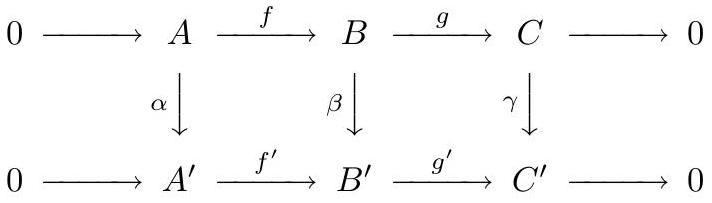 0 → A → B → C → 0
f g
α β γ
f′ g′
0 → A′ → B′ → C′ → 0